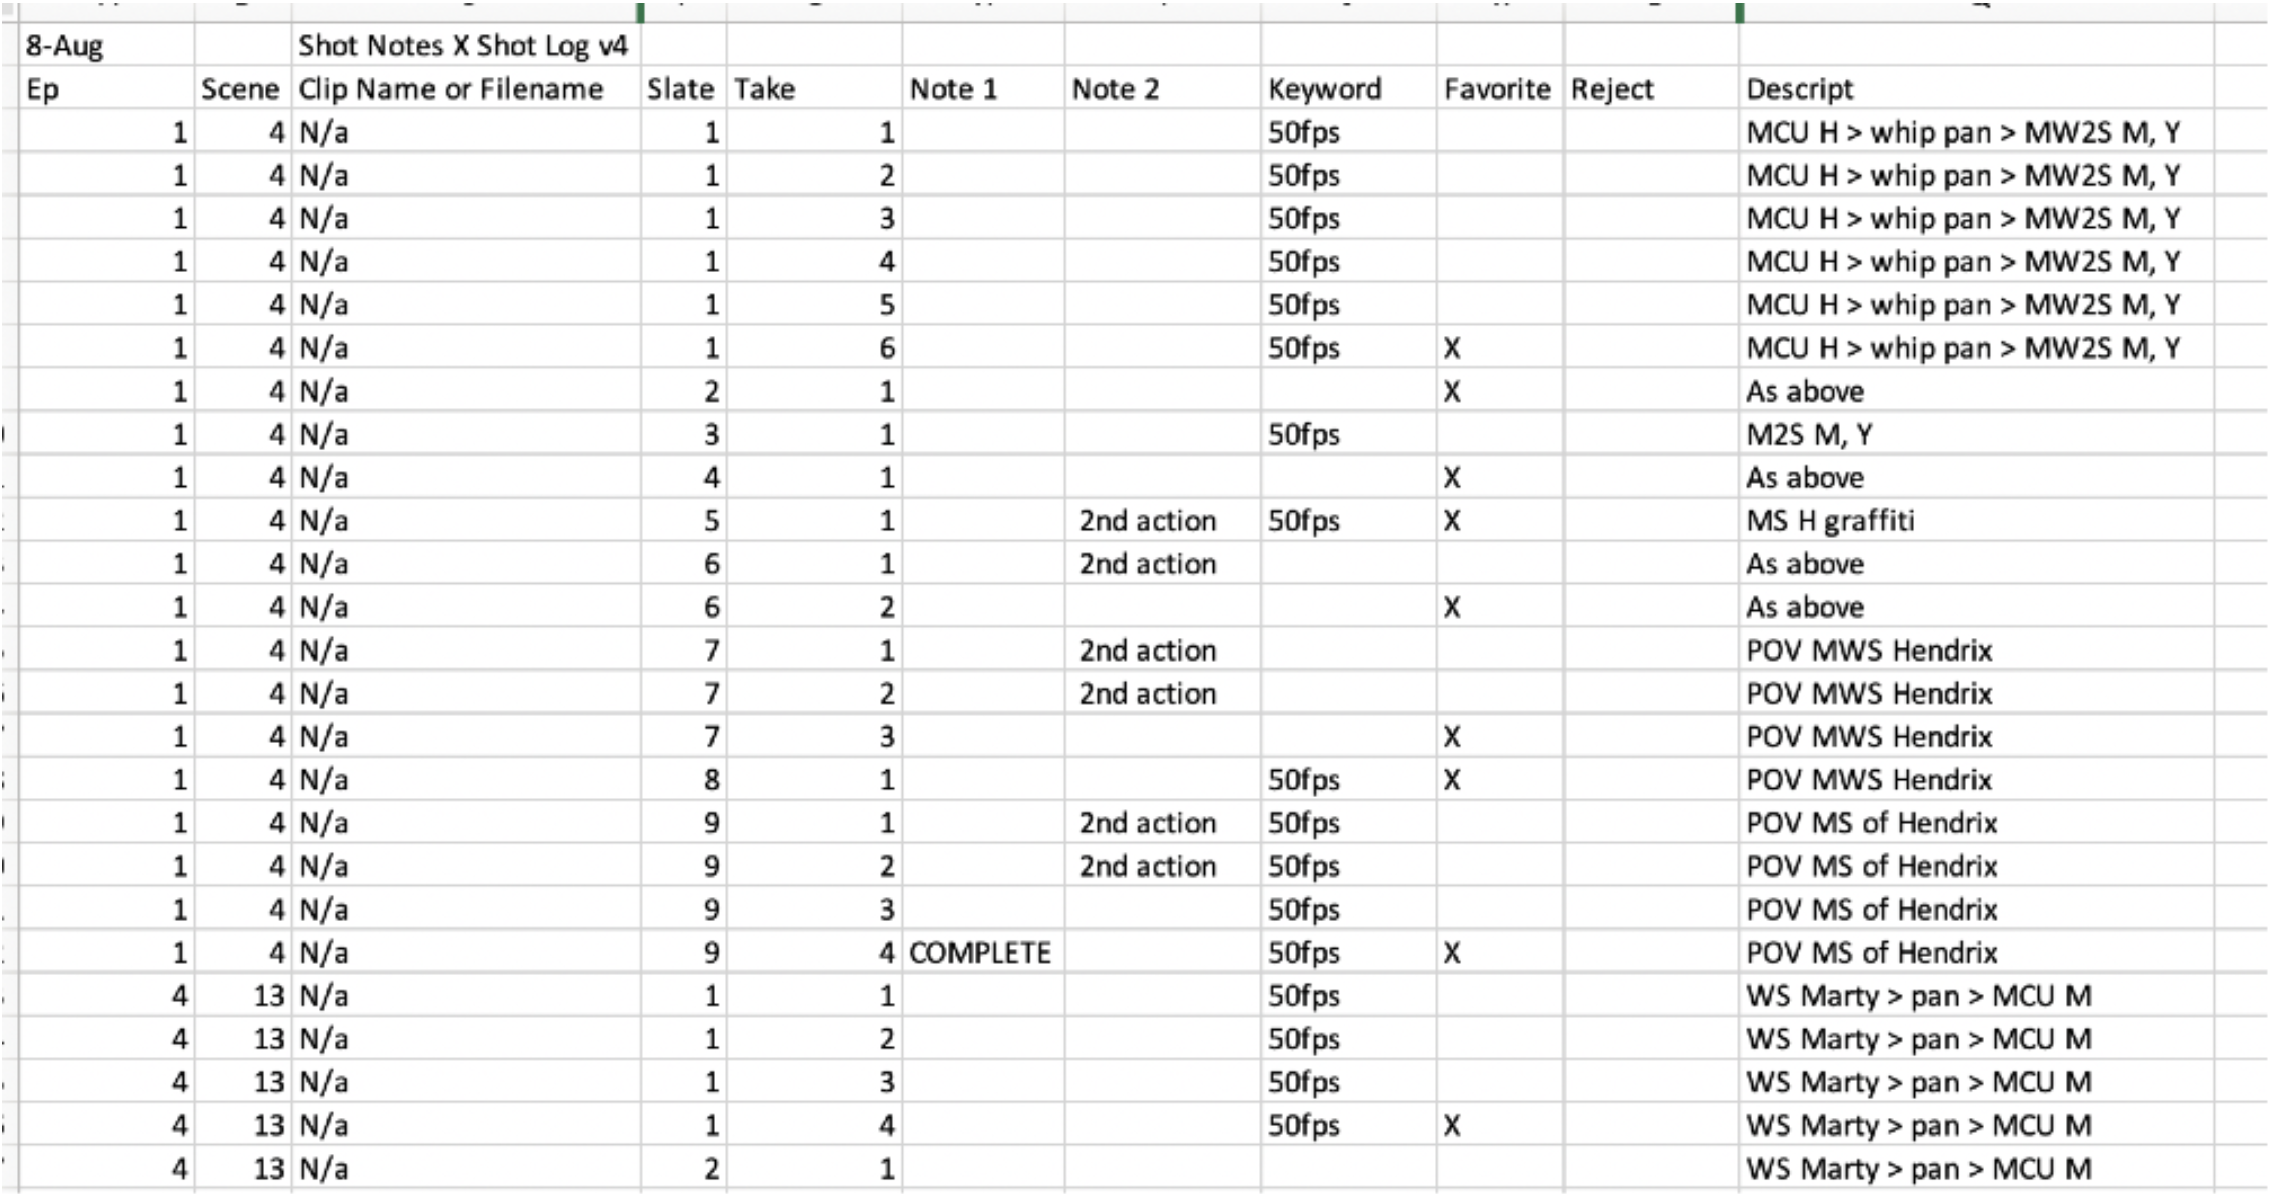 8-Aug Shot Notes X Shot Log v4
Ep Scene Clip Name or Filename Slate Take Note 1 Note 2 Keyword Favorite Reject Descript
1 4 N/a 1 1 50fps MCU H > whip pan > MW2S M, Y
1 4 N/a 1 2 50fps MCU H > whip pan > MW2S M, Y
1 4 N/a 1 3 50fps MCU H > whip pan > MW2S M, Y
1 4 N/a 1 4 50fps MCU H > whip pan > MW2S M, Y
1 4 N/a 1 5 50fps MCU H > whip pan > MW2S M, Y
1 4 N/a 1 6 50fps X MCU H > whip pan > MW2S M, Y
1 4 N/a 2 1 X As above
1 4 N/a 3 1 50fps M2S M, Y
1 4 N/a 4 1 X As above
1 4 N/a 5 1 2nd action 50fps X MS H graffiti
1 4 N/a 6 1 2nd action As above
1 4 N/a 6 2 X As above
1 4 N/a 7 1 2nd action POV MWS Hendrix
1 4 N/a 7 2 2nd action POV MWS Hendrix
1 4 N/a 7 3 X POV MWS Hendrix
1 4 N/a 8 1 50fps X POV MWS Hendrix
1 4 N/a 9 1 2nd action 50fps POV MS of Hendrix
1 4 N/a 9 2 2nd action 50fps POV MS of Hendrix
1 4 N/a 9 3 50fps POV MS of Hendrix
1 4 N/a 9 4 COMPLETE 50fps X POV MS of Hendrix
4 13 N/a 1 1 50fps WS Marty > pan > MCU M
4 13 N/a 1 2 50fps WS Marty > pan > MCU M
4 13 N/a 1 3 50fps WS Marty > pan > MCU M
4 13 N/a 1 4 50fps X WS Marty > pan > MCU M
4 13 N/a 2 1 WS Marty > pan > MCU M